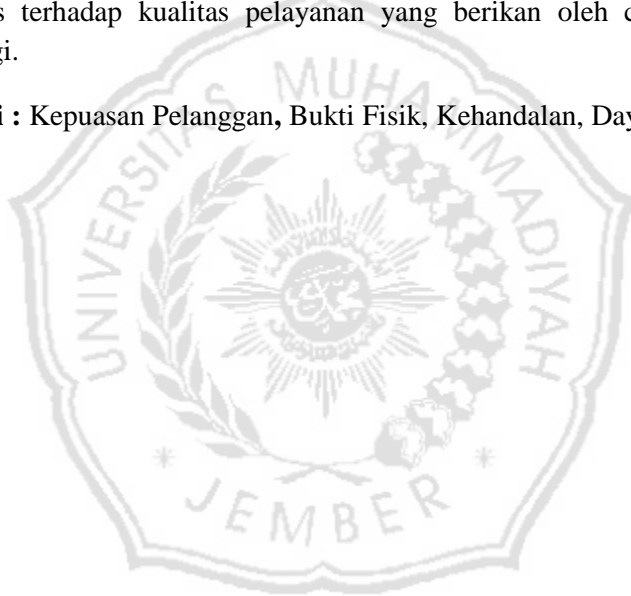 s terhadap kualitas pelayanan yang berikan oleh c
gi.
i : Kepuasan Pelanggan, Bukti Fisik, Kehandalan, Day
UNIVERSITAS MUHAMMADIYAH
JEMBER